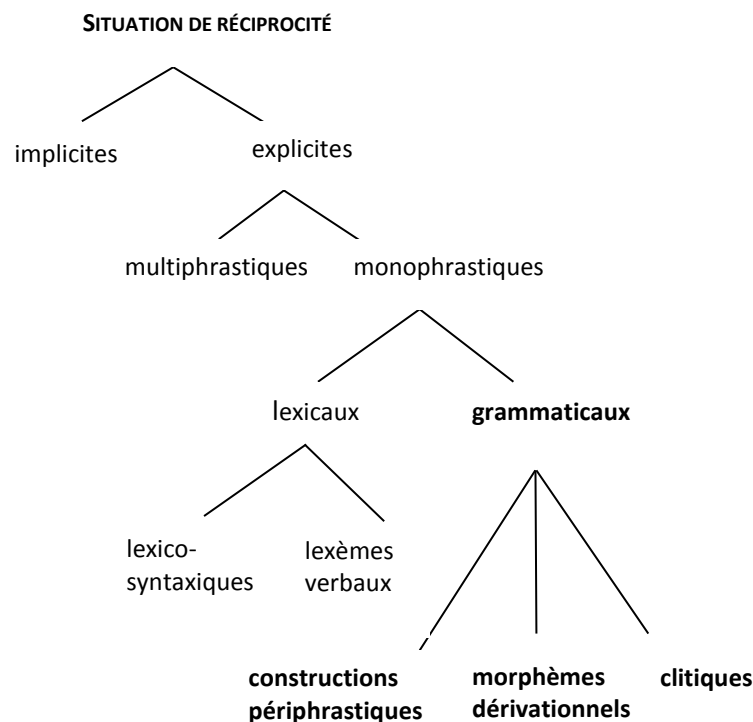 SITUATION DE RÉCIPROCITÉ
implicites
explicites
multiphrastiques
monophrastiques
lexicaux
grammaticaux
lexico-
syntaxiques
lexèmes
verbaux
constructions
périphrastiques
morphèmes
dérivationnels
clitiques